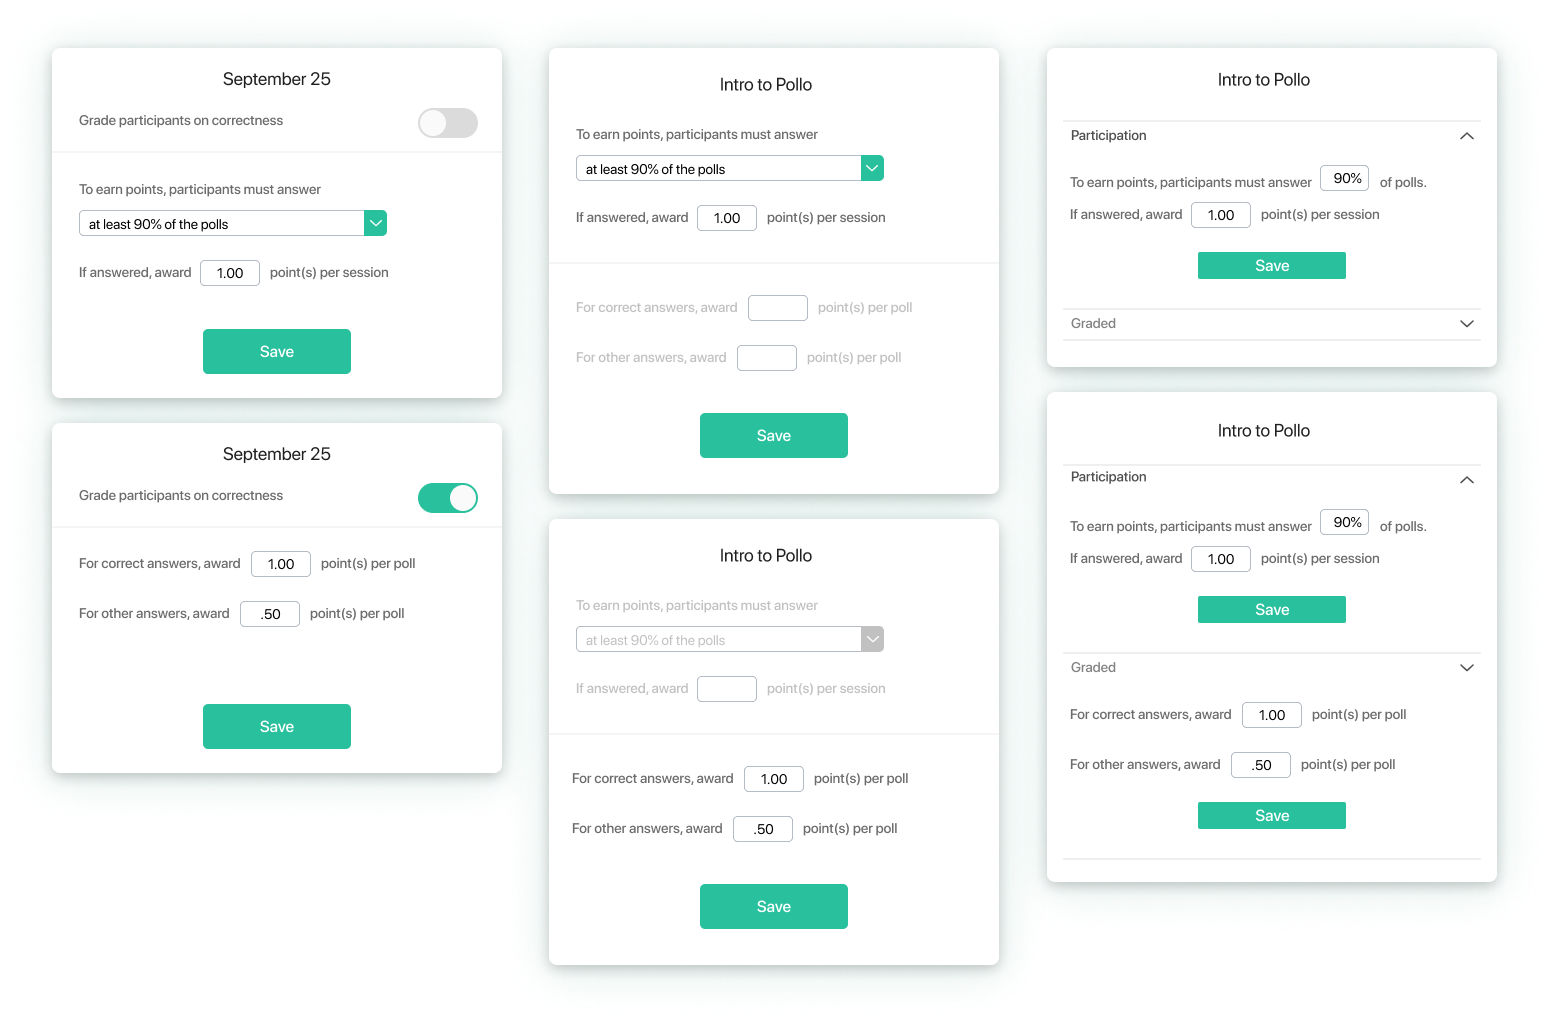 September 25
Grade participants on correctness
To earn points, participants must answer
at least 90% of the polls
If answered, award 1.00 point(s) per session
Save
September 25
Grade participants on correctness
For correct answers, award 1.00 point(s) per poll
For other answers, award .50 point(s) per poll
Save
Intro to Pollo
To earn points, participants must answer
at least 90% of the polls
If answered, award 1.00 point(s) per session
For correct answers, award point(s) per poll
For other answers, award point(s) per poll
Save
Intro to Pollo
To earn points, participants must answer
at least 90% of the polls
If answered, award point(s) per session
For correct answers, award 1.00 point(s) per poll
For other answers, award .50 point(s) per poll
Save
Intro to Pollo
Participation
To earn points, participants must answer 90% of polls.
If answered, award 1.00 point(s) per session
Save
Graded
Intro to Pollo
Participation
To earn points, participants must answer 90% of polls.
If answered, award 1.00 point(s) per session
Save
Graded
For correct answers, award 1.00 point(s) per poll
For other answers, award .50 point(s) per poll
Save